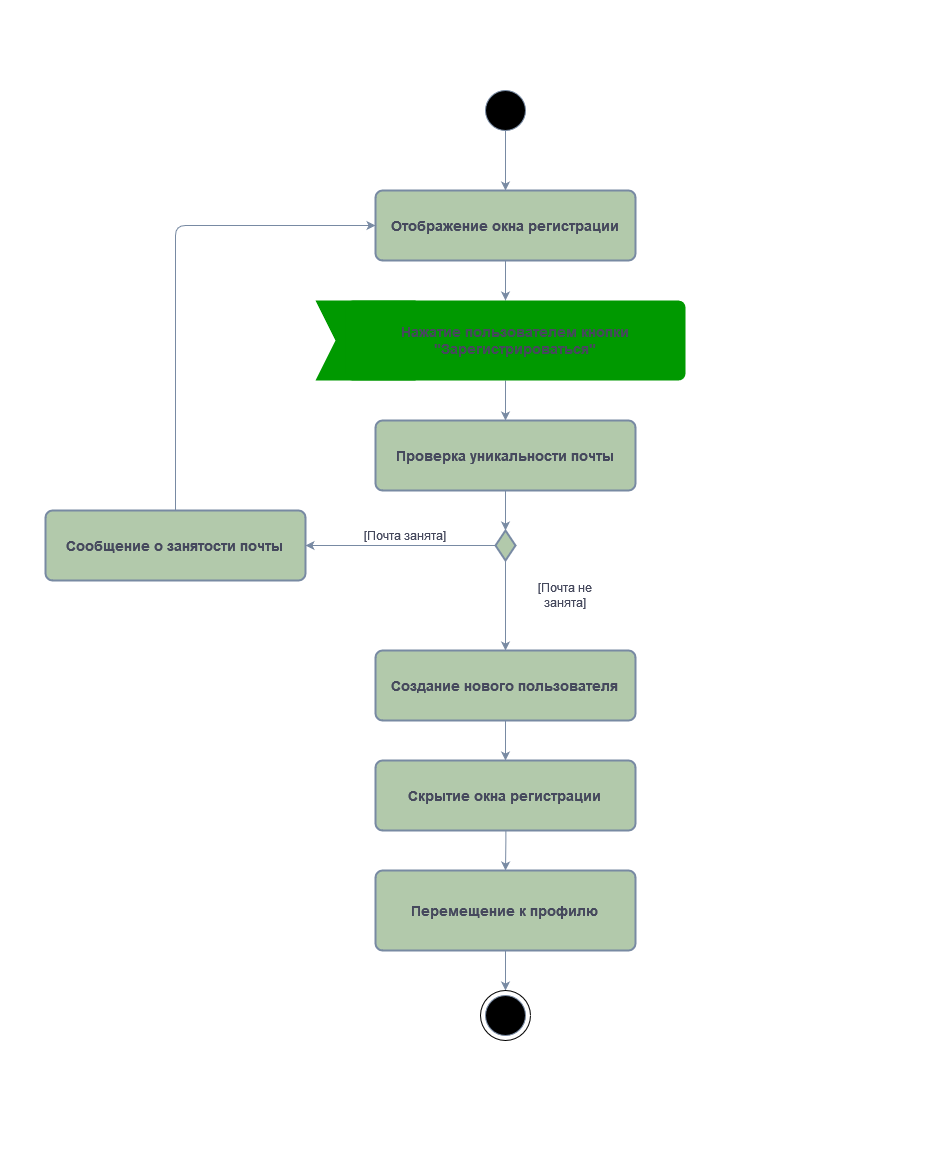 Отображение окна регистрации
Нажатие пользователем кнопки
"Зарегистрироваться"
Проверка уникальности почты
[Почта занята]
Сообщение о занятости почты
[Почта не
занята]
Создание нового пользователя
Скрытие окна регистрации
Перемещение к профилю